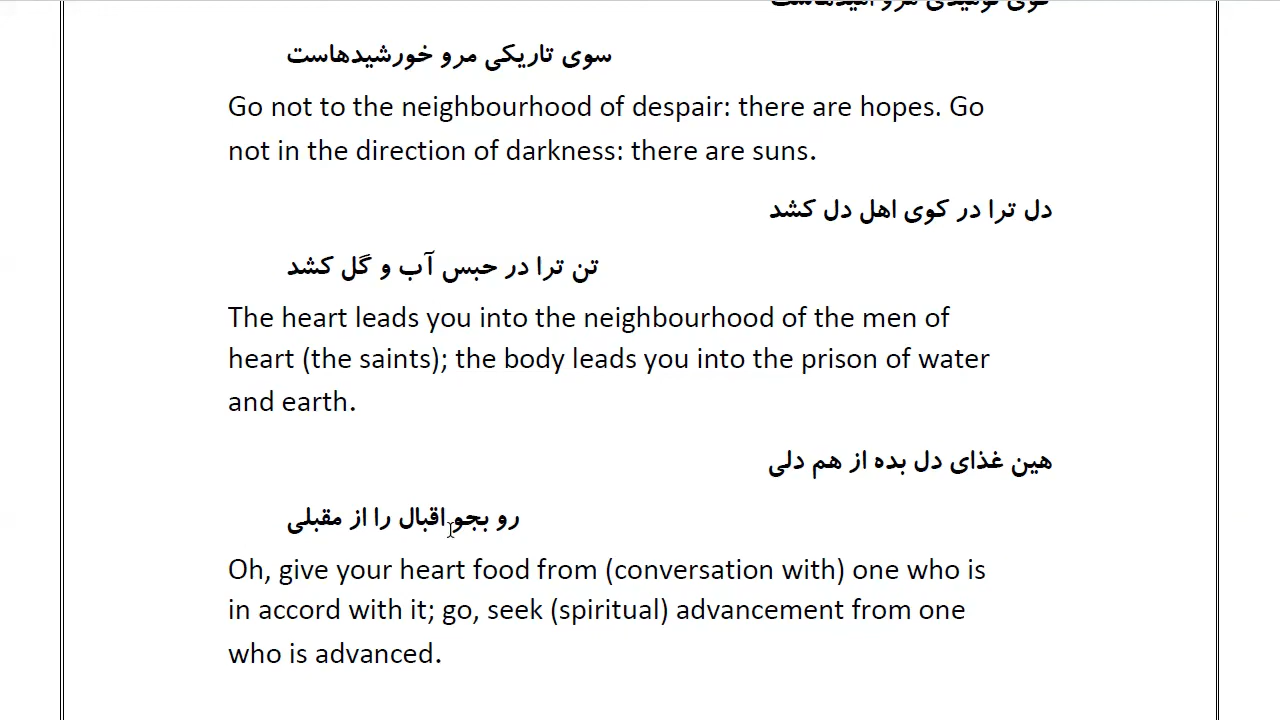 سوی تاریکی مرو خورشیدهاست
Go not to the neighbourhood of despair: there are hopes. Go
not in the direction of darkness: there are suns.
دل ترا در کوی اهل دل کشد
تن ترا در حبس آب و گل کشد
The heart leads you into the neighbourhood of the men of
heart (the saints); the body leads you into the prison of water
and earth.
هین غذای دل بده از هم دلی
رو بجو اقبال را از مقبلی
Oh, give your heart food from (conversation with) one who is
in accord with it; go, seek (spiritual) advancement from one
who is advanced.